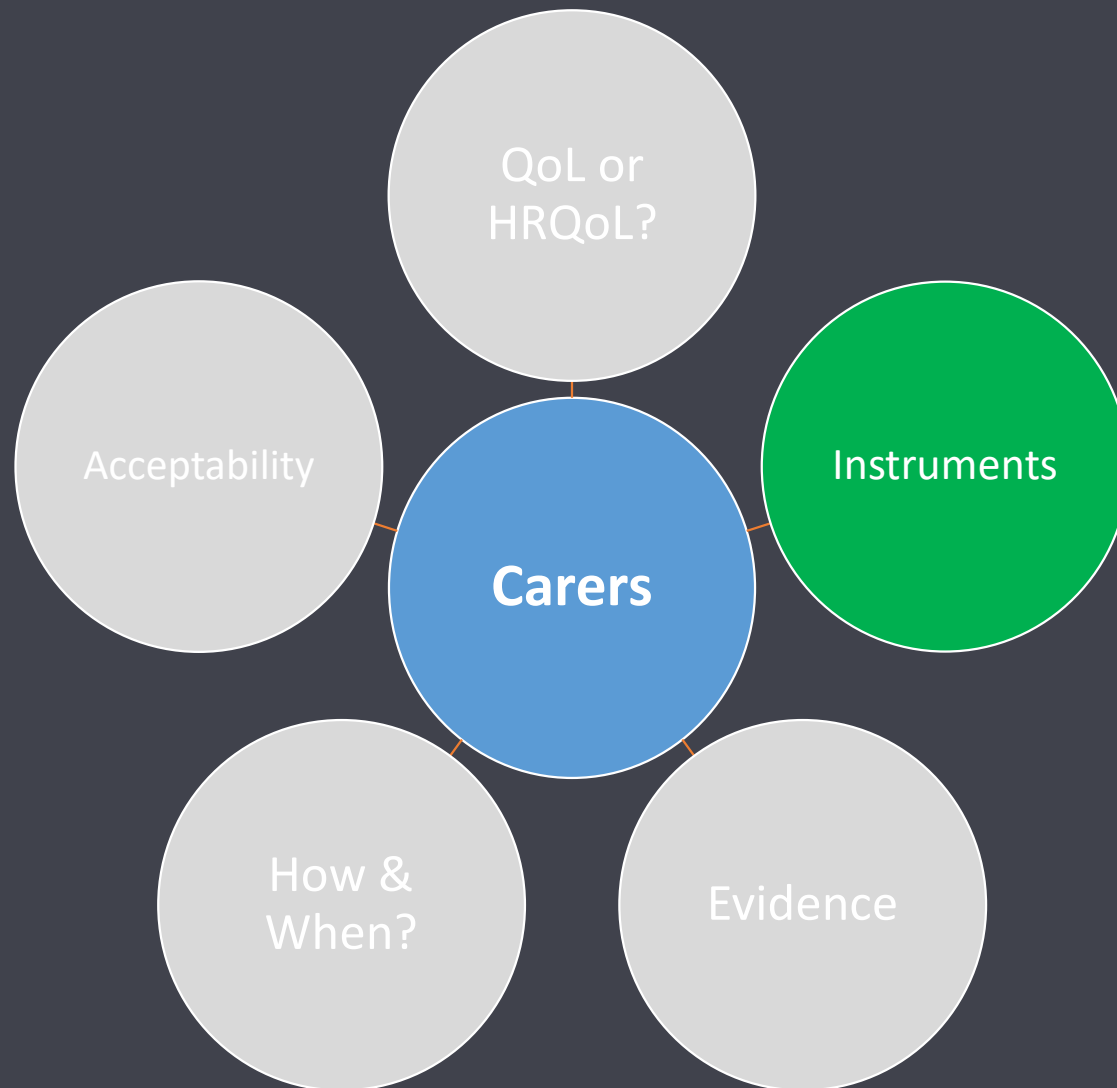 QoL or
HRQoL?
Acceptability
Instruments
Carers
How &
When?
Evidence